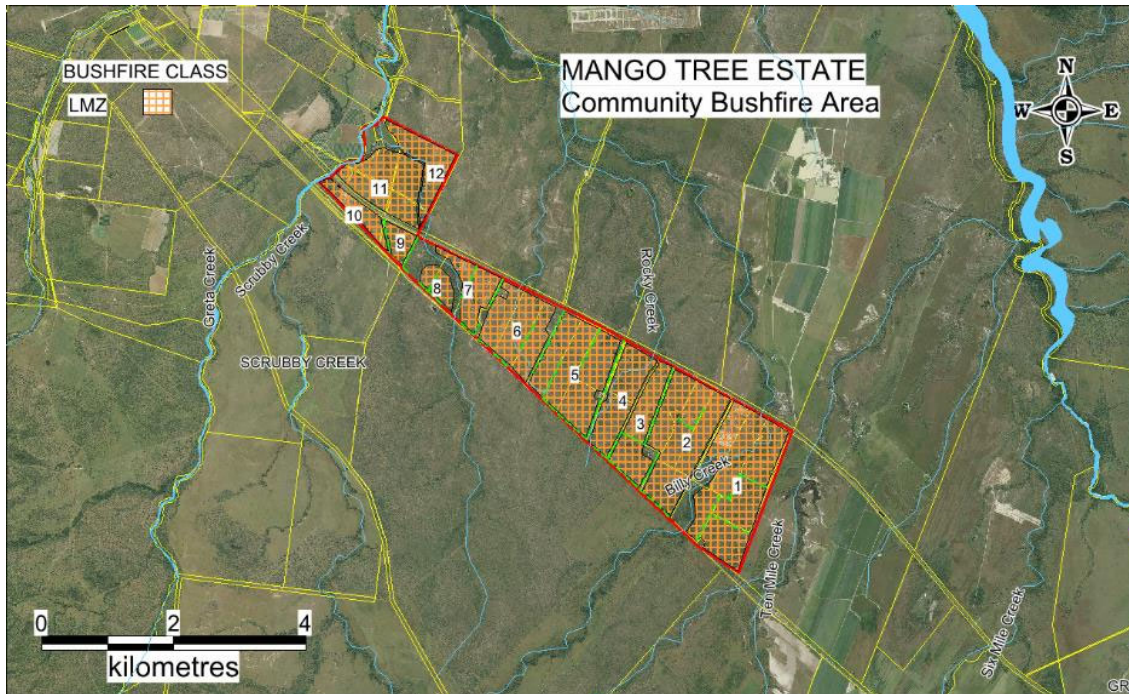 BUSHFIRE CLASS
LMZ
MANGO TREE ESTATE
Community Bushfire Area
N
W
E
S
12
11
10
9
8
7
6
5
4
3
2
1
Greta Creek
Scrubby Creek
SCRUBBY CREEK
Rocky Creek
Billy Creek
Ten Mile Creek
Six Mile Creek
0
2
4
kilometres
GR